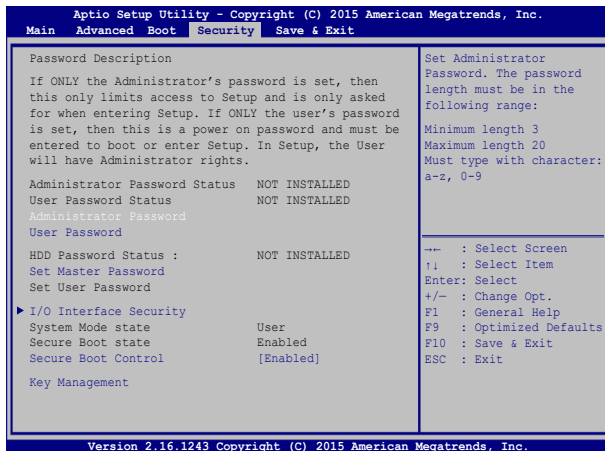 Aptio Setup Utility - Copyright (C) 2015 American Megatrends, Inc.
Main Advanced Boot Security Save & Exit
Password Description
If ONLY the Administrator's password is set, then
this only limits access to Setup and is only asked
for when entering Setup. If ONLY the user's password
is set, then this is a power on password and must be
entered to boot or enter Setup. In Setup, the User
will have Administrator rights.
Administrator Password Status NOT INSTALLED
User Password Status NOT INSTALLED
Administrator Password
User Password
HDD Password Status : NOT INSTALLED
Set Master Password
Set User Password
I/O Interface Security
System Mode state User
Secure Boot state Enabled
Secure Boot Control [Enabled]
Key Management
Set Administrator
Password. The password
length must be in the
following range:
Minimum length 3
Maximum length 20
Must type with character:
a-z, 0-9
→← : Select Screen
↑↓ : Select Item
Enter: Select
+/— : Change Opt.
F1 : General Help
F9 : Optimized Defaults
F10 : Save & Exit
ESC : Exit
Version 2.16.1243 Copyright (C) 2015 American Megatrends, Inc.